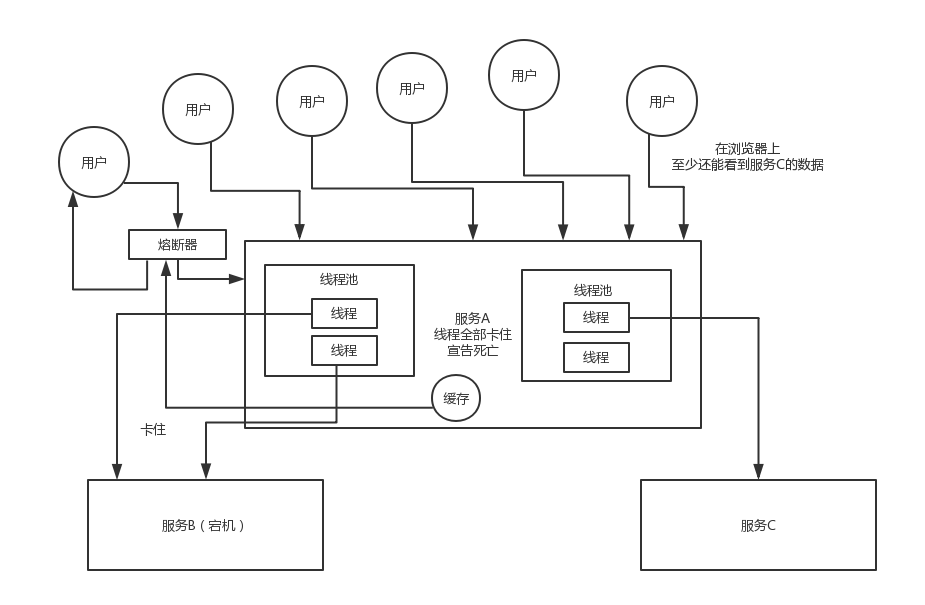 用户
用户
用户
用户
用户
用户
用户
在浏览器上
至少还能看到服务C的数据
熔断器
线程池
线程
线程
服务A
线程全部卡住
宣告死亡
线程池
线程
线程
缓存
卡住
服务B（宕机）
服务C